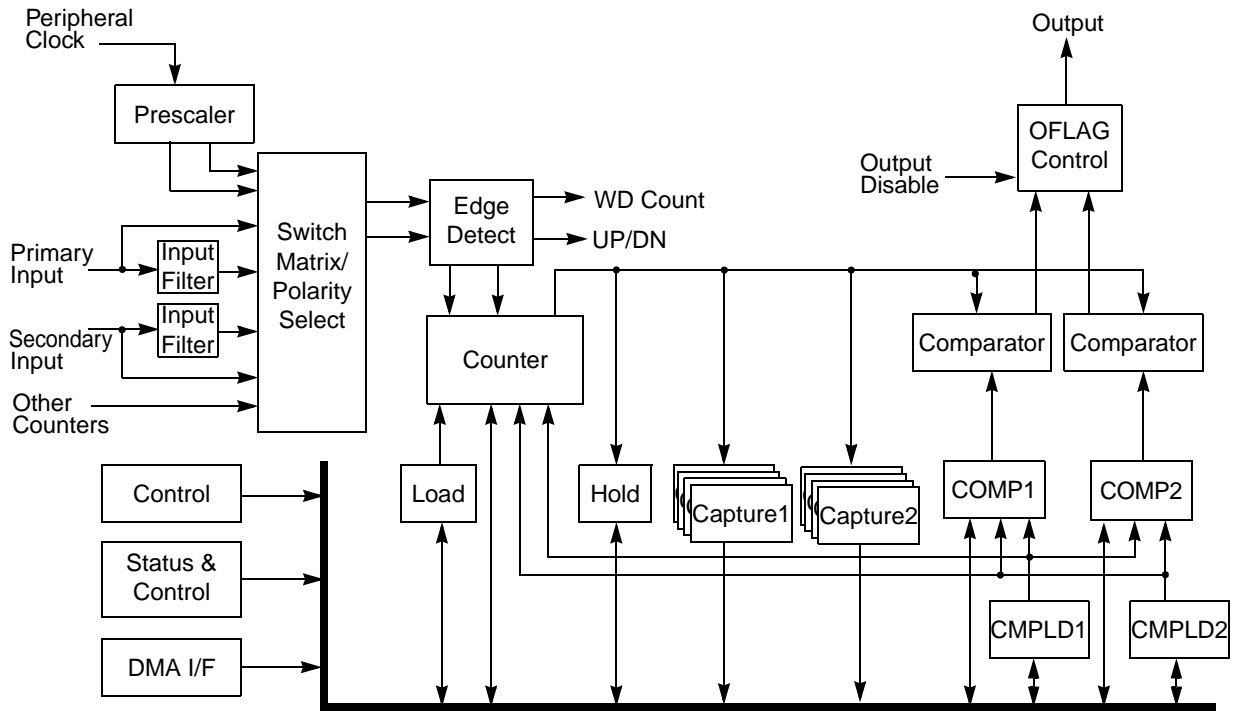 Peripheral
Clock
Prescaler
Primary
Input
Input
Filter
Input
Filter
Secondary
Input
Other
Counters
Switch
Matrix/
Polarity
Select
Edge
Detect
WD Count
UP/DN
Counter
Output
OFLAG
Control
Output
Disable
Comparator
Comparator
Control
Status &
Control
DMA I/F
Load
Hold
Capture1
Capture2
COMP1
COMP2
CMPLD1
CMPLD2